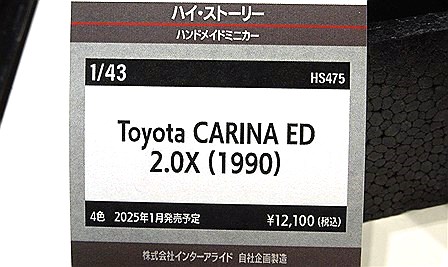 ハイ・ストーリー
ハンドメイドミニカー
1/43 HS475
Toyota CARINA ED
2.0X (1990)
4色 2025年1月発売予定 ¥12,100(税込)
株式会社インターアライド 自社企画製造